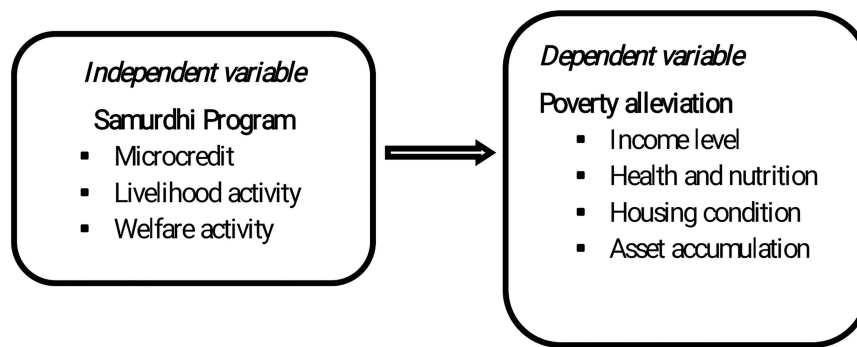 Independent variable
Samurdhi Program
▪ Microcredit
▪ Livelihood activity
▪ Welfare activity
Dependent variable
Poverty alleviation
▪ Income level
▪ Health and nutrition
▪ Housing condition
▪ Asset accumulation